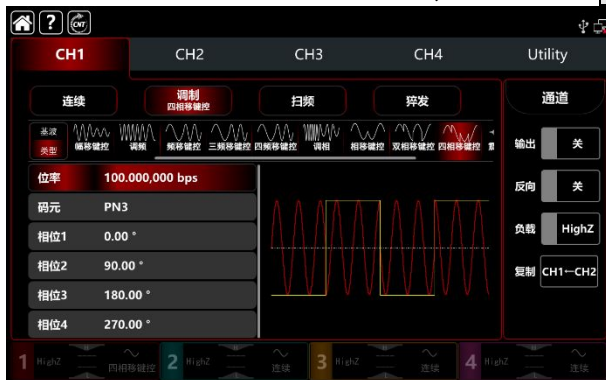 ? CNT
CH1 CH2 CH3 CH4 Utility
连续 调制 扫频 猝发 通道
四相移键控
基波 类型 幅移键控 调频 频移键控 三频移键控 四频移键控 调相 相移键控 双相移键控 四相移键控
输出 关
位率 100.000,000 bps
反向 关
码元 PN3
相位1 0.00 °
负载 HighZ
相位2 90.00 °
复制 CH1←CH2
相位3 180.00 °
相位4 270.00 °
1 HighZ 四相移键控 2 HighZ 连续 3 HighZ 连续 4 HighZ 连续